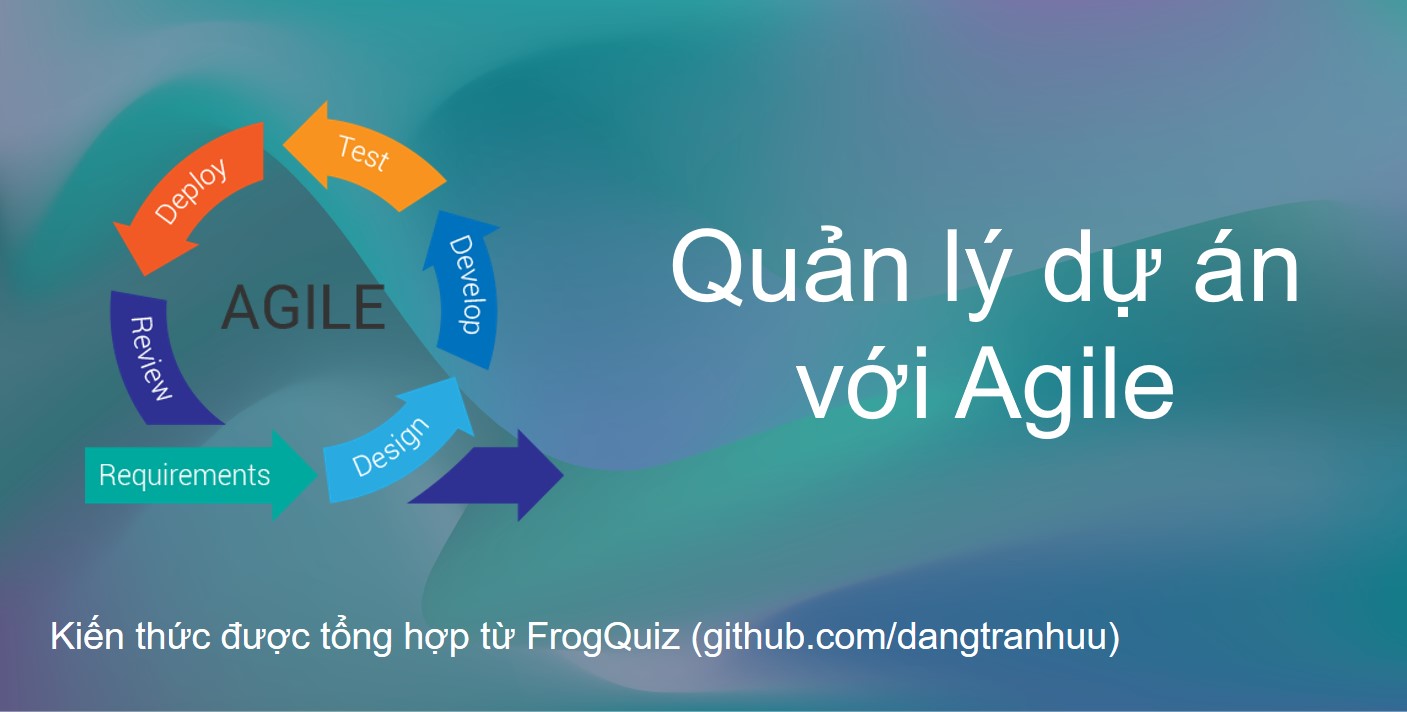 Test
Deploy
Develop
AGILE
Review
Design
Requirements
Quản lý dự án
với Agile
Kiến thức được tổng hợp từ FrogQuiz (github.com/dangtranhuu)